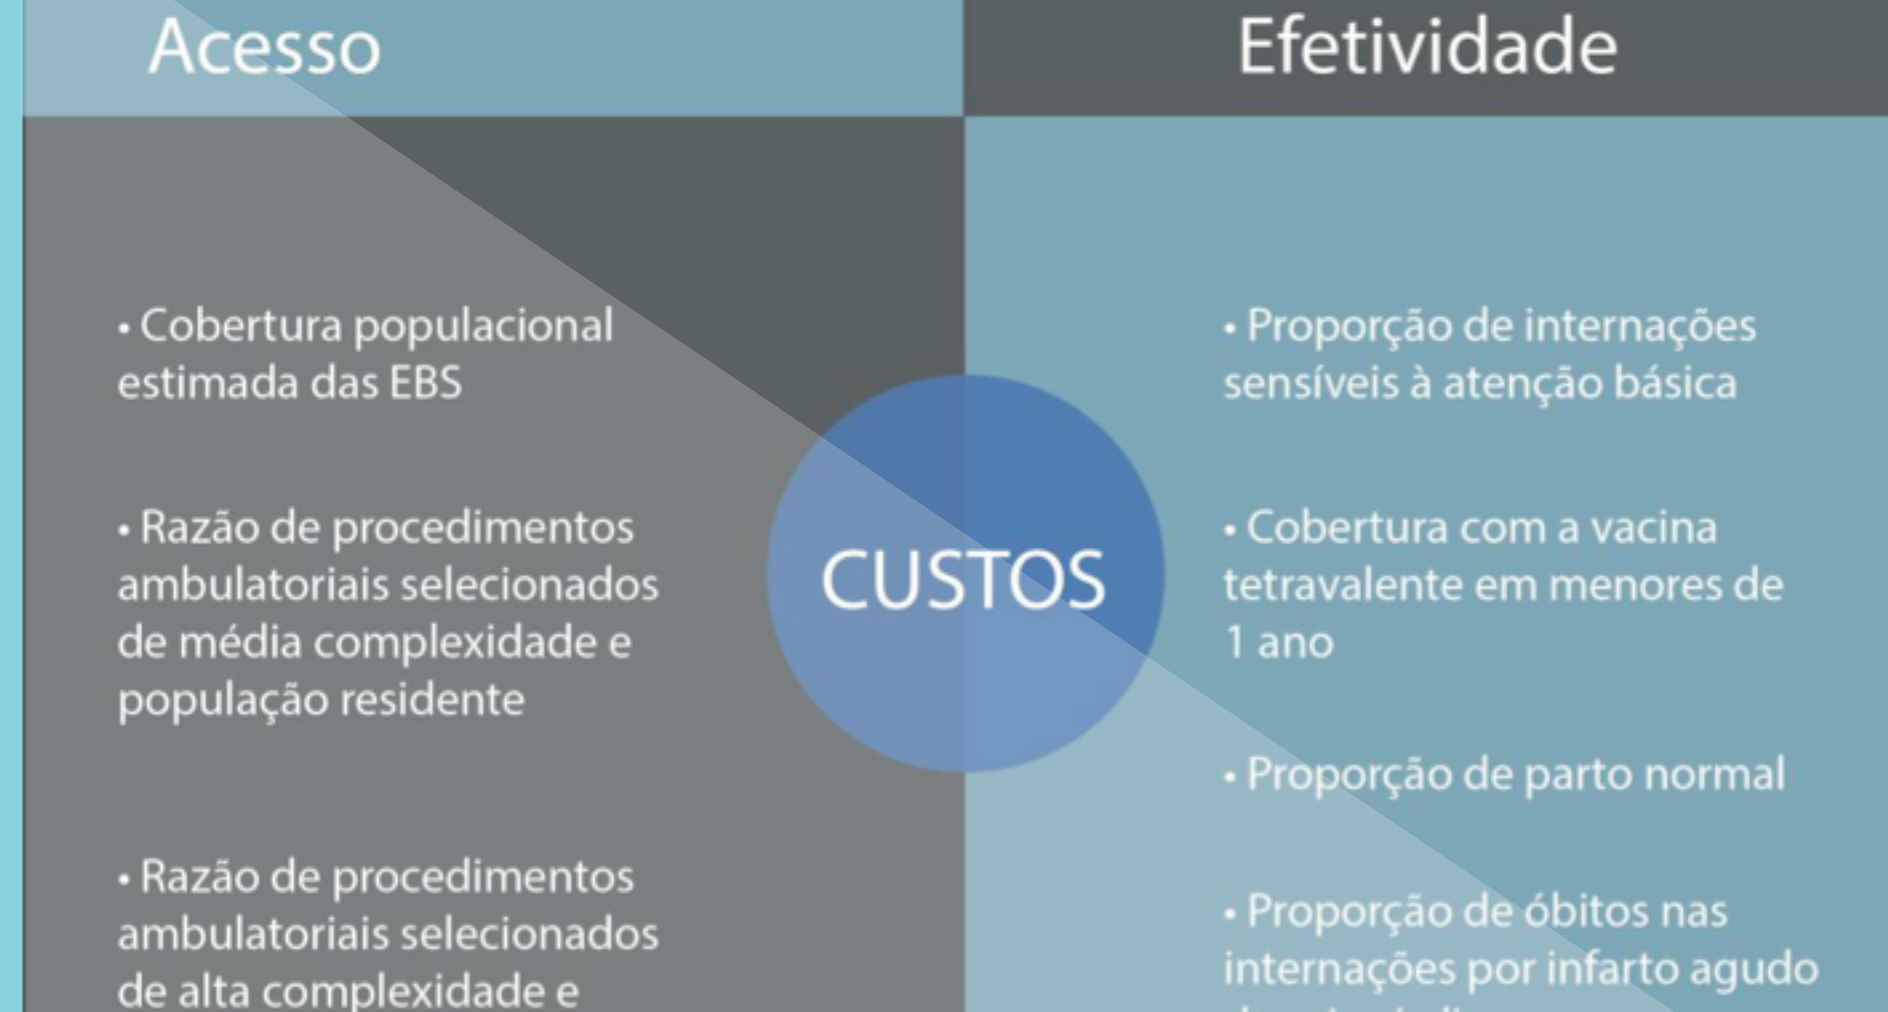 Acesso
• Cobertura populacional
estimada das EBS
• Razão de procedimentos
ambulatoriais selecionados
de média complexidade e
população residente
• Razão de procedimentos
ambulatoriais selecionados
de alta complexidade e
CUSTOS
Efetividade
• Proporção de internações
sensíveis à atenção básica
• Cobertura com a vacina
tetravalente em menores de
1 ano
• Proporção de parto normal
• Proporção de óbitos nas
internações por infarto agudo